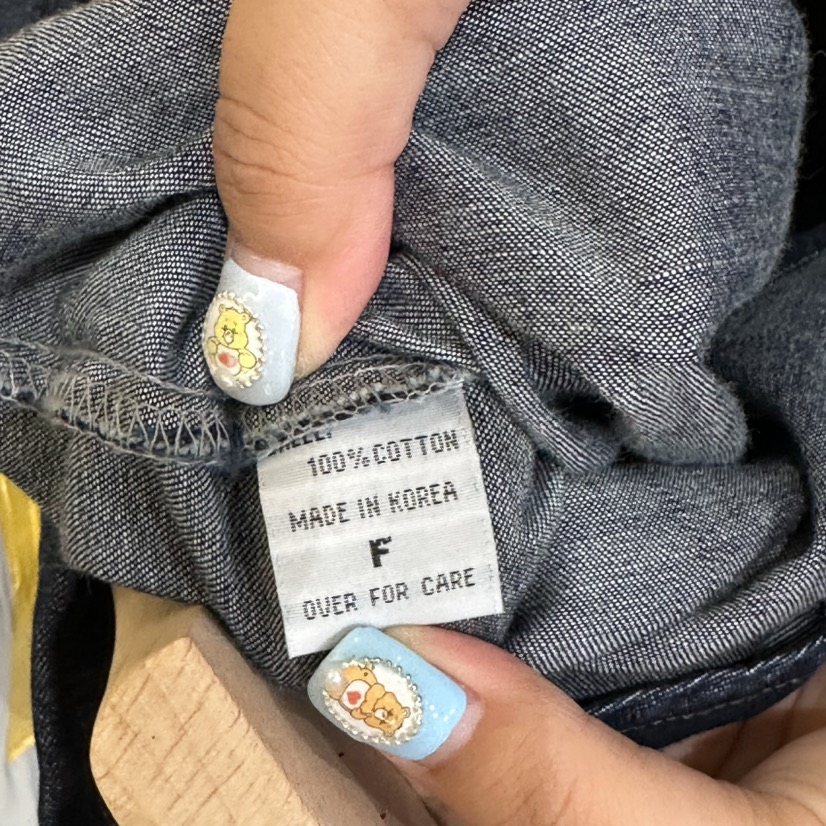 100%COTTON
MADE IN KOREA
F
OVER FOR CARE